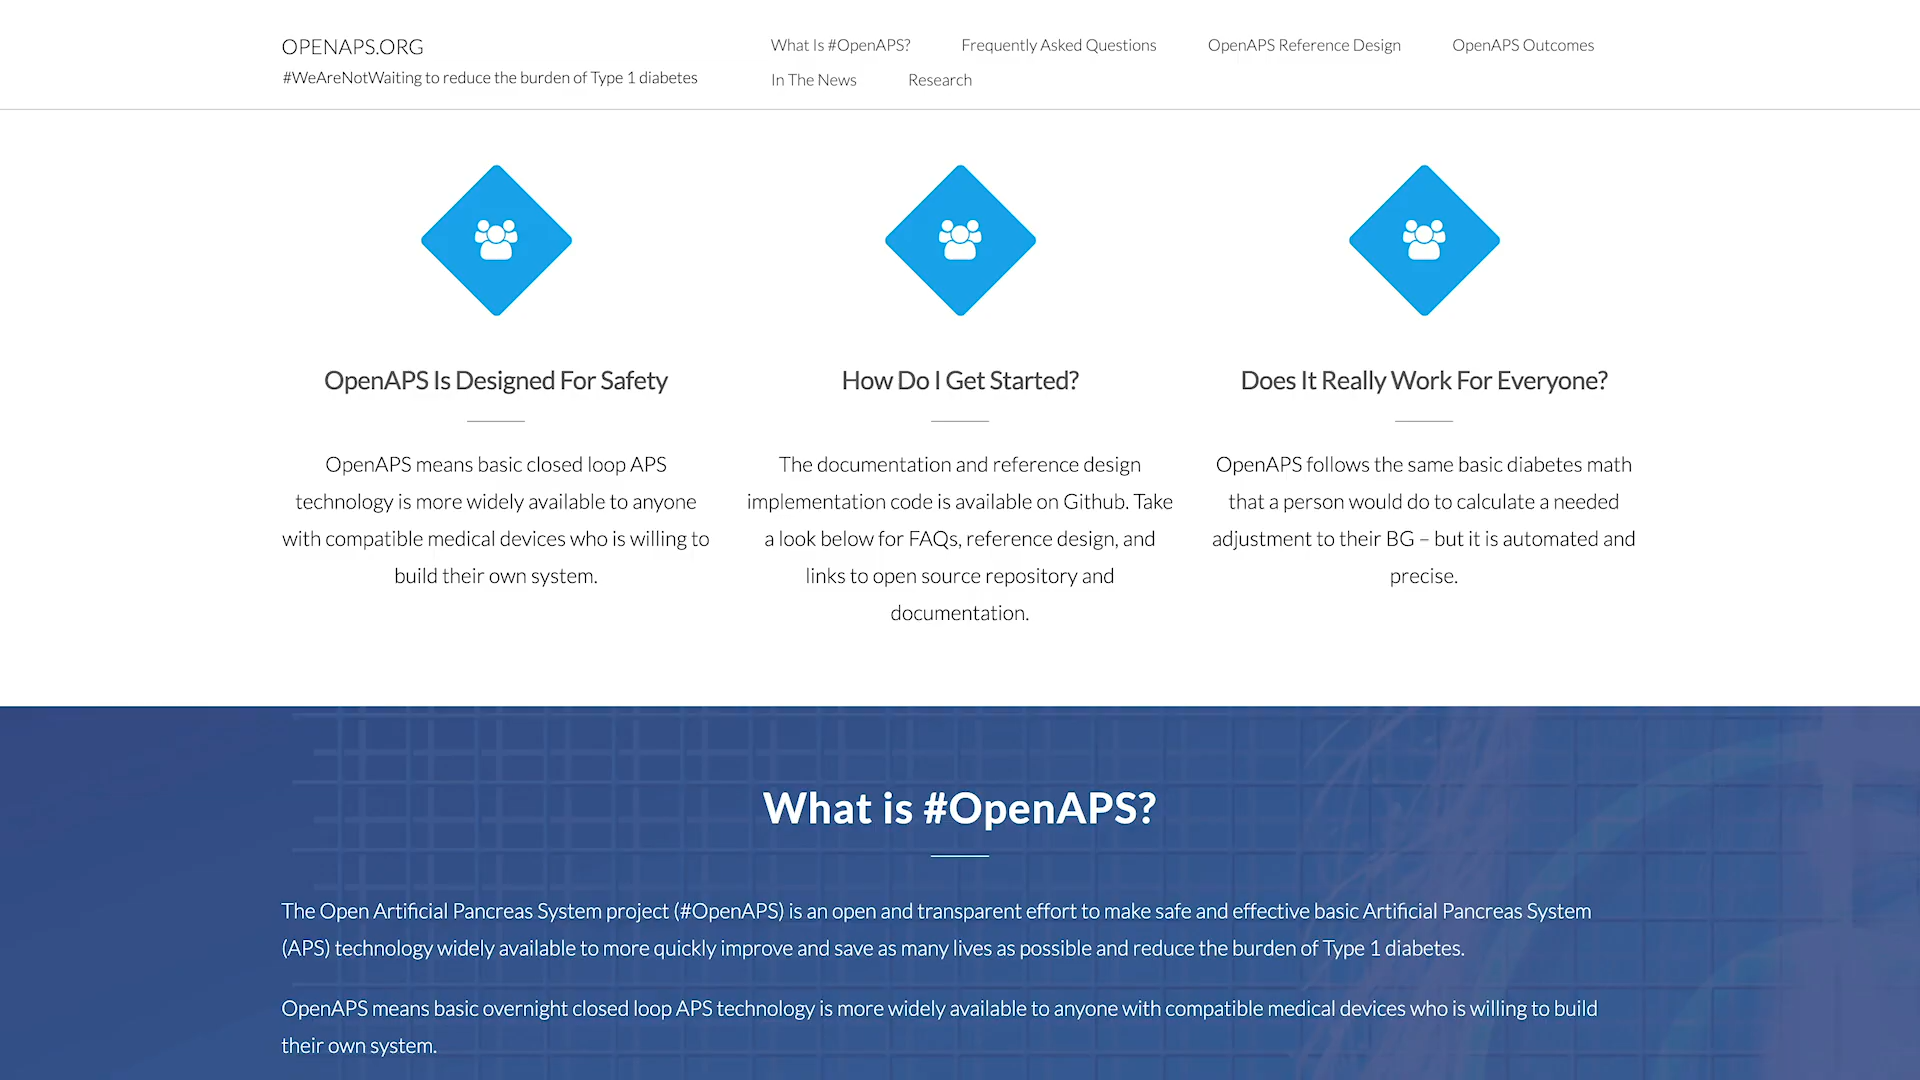 OPENAPS.ORG
#WeAreNotWaiting to reduce the burden of Type 1 diabetes
What Is #OpenAPS? Frequently Asked Questions OpenAPS Reference Design OpenAPS Outcomes
In The News Research
OpenAPS Is Designed For Safety
OpenAPS means basic closed loop APS
technology is more widely available to anyone
with compatible medical devices who is willing to
build their own system.
How Do I Get Started?
The documentation and reference design
implementation code is available on Github. Take
a look below for FAQs, reference design, and
links to open source repository and
documentation.
Does It Really Work For Everyone?
OpenAPS follows the same basic diabetes math
that a person would do to calculate a needed
adjustment to their BG – but it is automated and
precise.
What is #OpenAPS?
The Open Artificial Pancreas System project (#OpenAPS) is an open and transparent effort to make safe and effective basic Artificial Pancreas System
(APS) technology widely available to more quickly improve and save as many lives as possible and reduce the burden of Type 1 diabetes.
OpenAPS means basic overnight closed loop APS technology is more widely available to anyone with compatible medical devices who is willing to build
their own system.